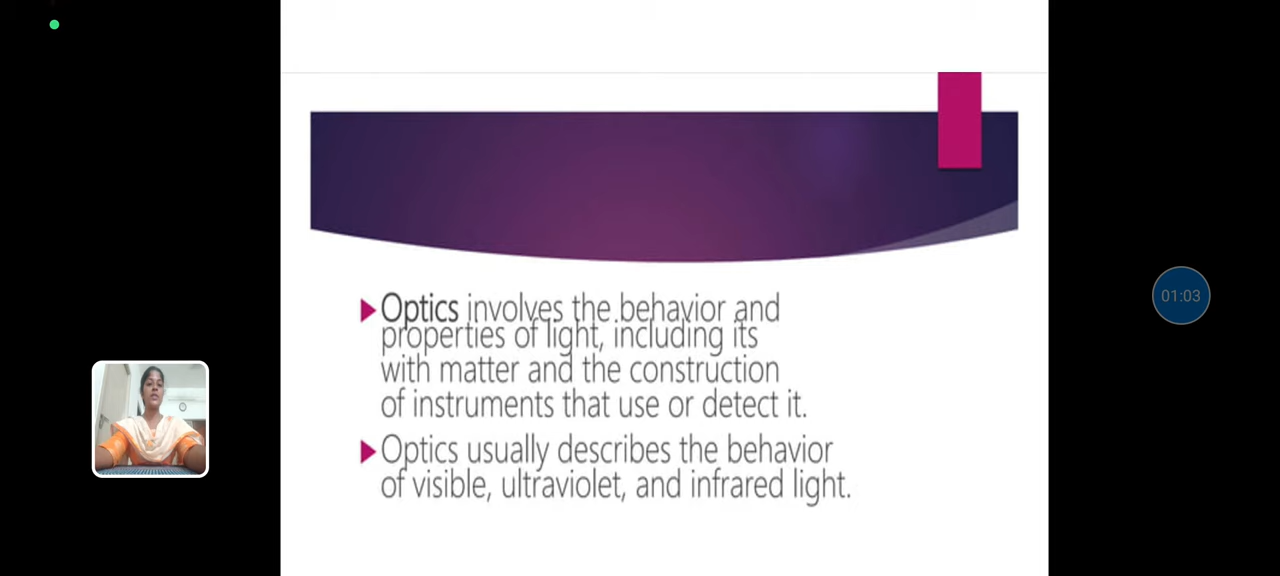 Optics involves the behavior and
properties of light, including its
with matter and the construction
of instruments that use or detect it.
Optics usually describes the behavior
of visible, ultraviolet, and infrared light.
01:03